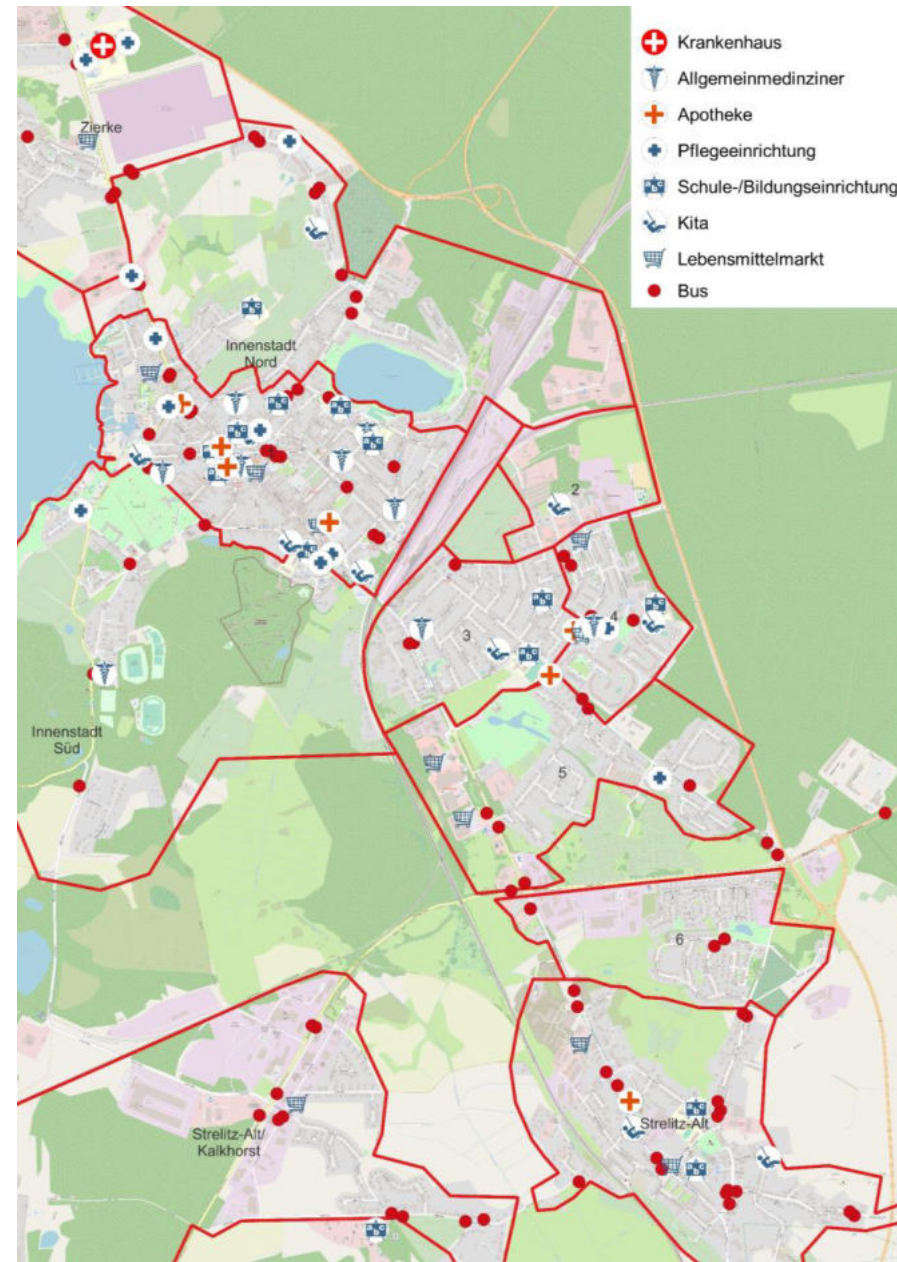 Krankenhaus
Allgemeinmedinziner
Apotheke
Pflegeeinrichtung
Schule-/Bildungseinrichtung
Kita
Lebensmittelmarkt
Bus
Zierke
Innenstadt
Nord
2
4
3
Innenstadt
Süd
5
6
Strelitz-Alt
Strelitz-Alt/
Kalkhorst